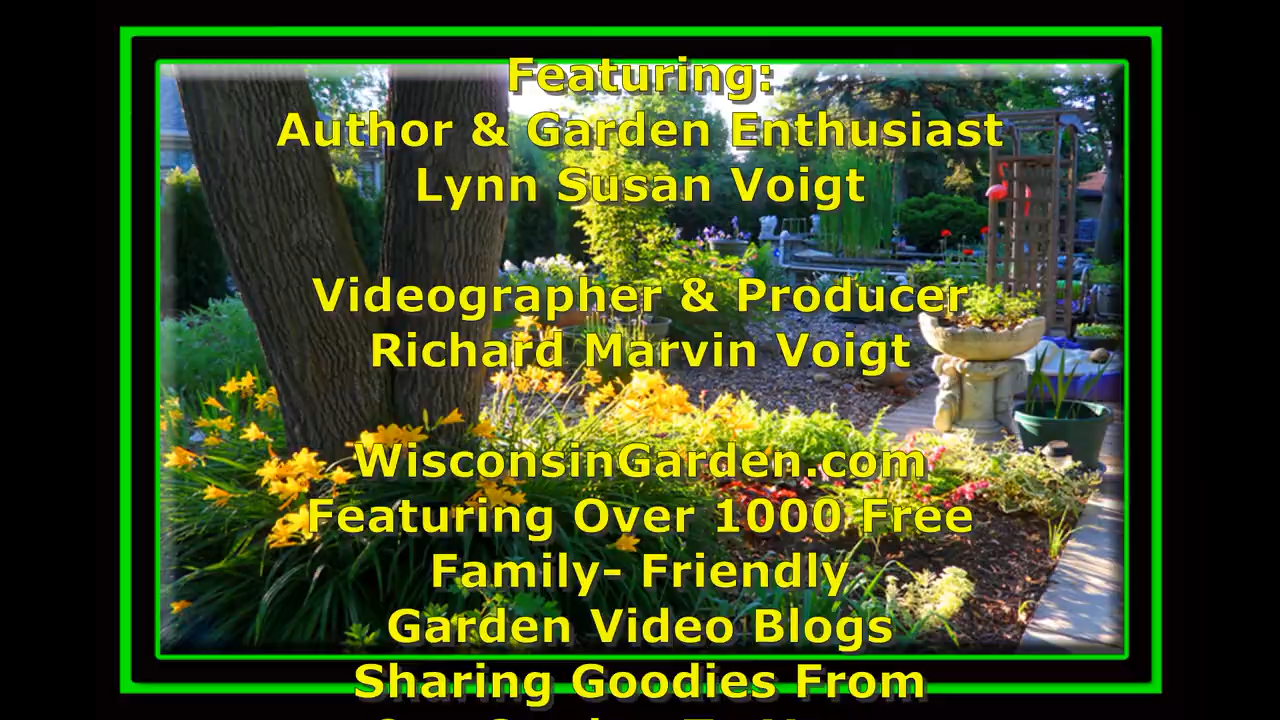 Featuring:
Author & Garden Enthusiast
Lynn Susan Voigt
Videographer & Producer
Richard Marvin Voigt
WisconsinGarden.com
Featuring Over 1000 Free
Family- Friendly
Garden Video Blogs
Sharing Goodies From